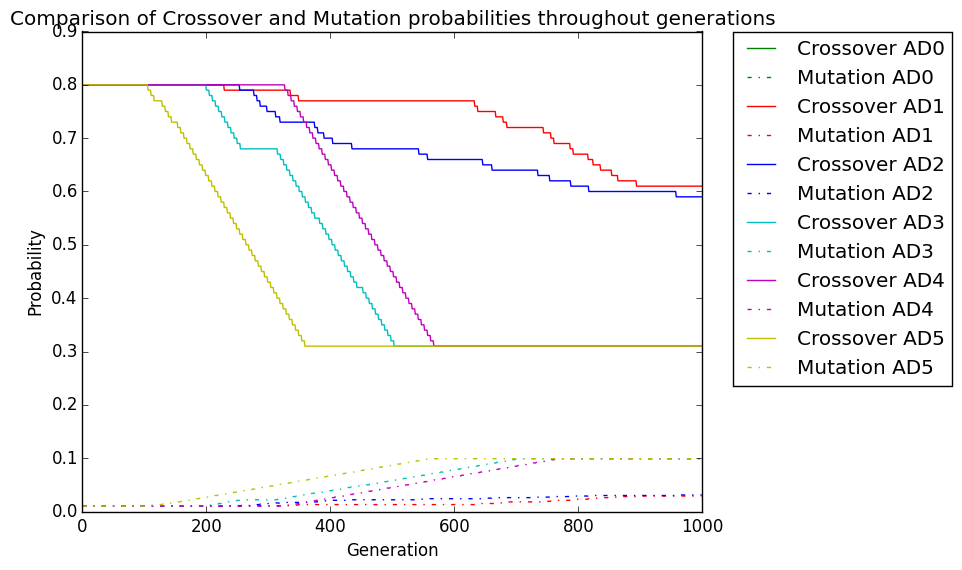 Comparison of Crossover and Mutation probabilities throughout generations
0.9
0.8
0.7
0.6
0.5
0.4
0.3
0.2
0.1
0.0
Probability
0 200 400 600 800 1000
Generation
Crossover AD0
Mutation AD0
Crossover AD1
Mutation AD1
Crossover AD2
Mutation AD2
Crossover AD3
Mutation AD3
Crossover AD4
Mutation AD4
Crossover AD5
Mutation AD5